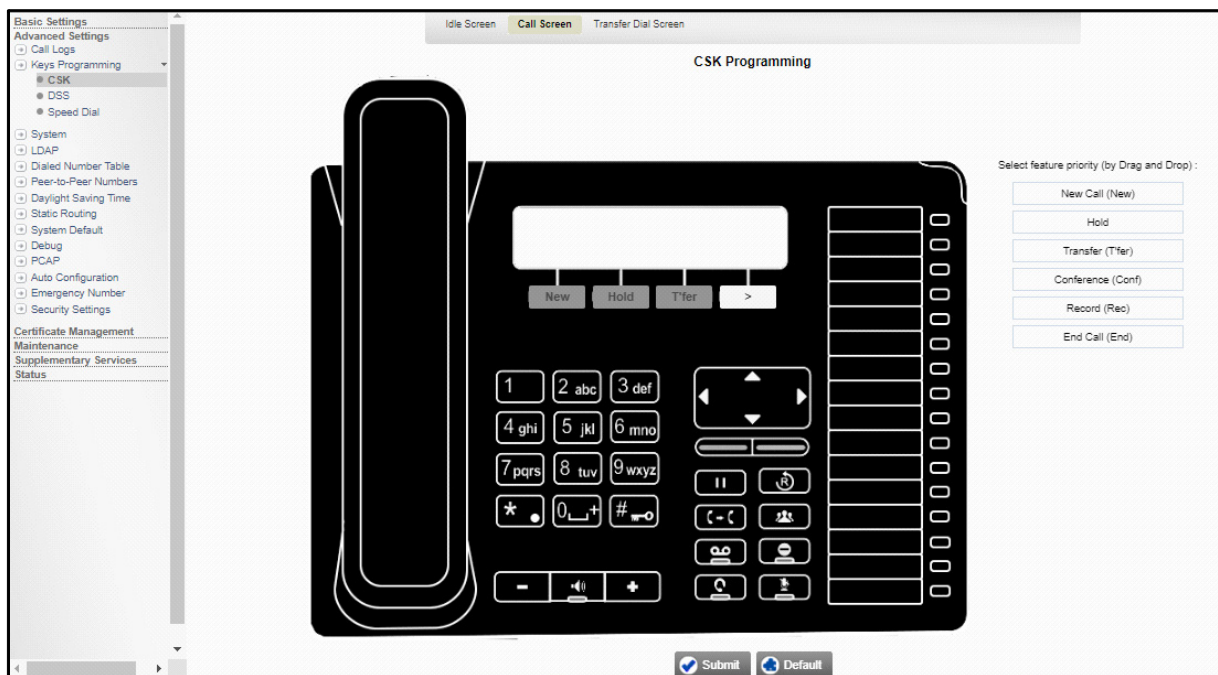 Basic Settings
Advanced Settings
Call Logs
Keys Programming
CSK
DSS
Speed Dial
System
LDAP
Dialed Number Table
Peer-to-Peer Numbers
Daylight Saving Time
Static Routing
System Default
Debug
PCAP
Auto Configuration
Emergency Number
Security Settings
Certificate Management
Maintenance
Supplementary Services
Status
Idle Screen Call Screen Transfer Dial Screen
CSK Programming
New Hold T'fer >
1 2 abc 3 def
4 ghi 5 jkl 6 mno
7 pqrs 8 tuv 9 wxyz
* 0 + #
R
- +
Select feature priority (by Drag and Drop) :
New Call (New)
Hold
Transfer (T'fer)
Conference (Conf)
Record (Rec)
End Call (End)
Submit Default